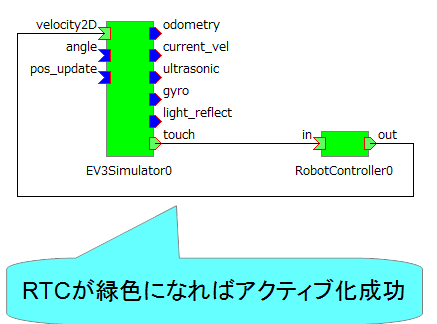 velocity2D
angle
pos_update
odometry
current_vel
ultrasonic
gyro
light_reflect
touch
EV3Simulator0
in
out
RobotController0
RTCが緑色になればアクティブ化成功